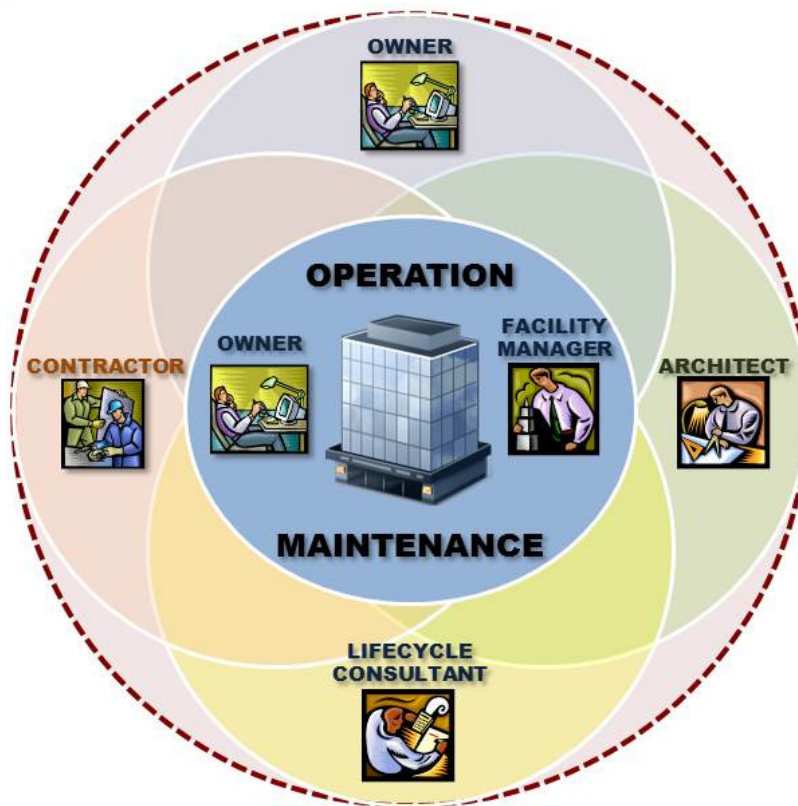 OWNER
OPERATION
OWNER
FACILITY
MANAGER
CONTRACTOR
ARCHITECT
MAINTENANCE
LIFECYCLE
CONSULTANT